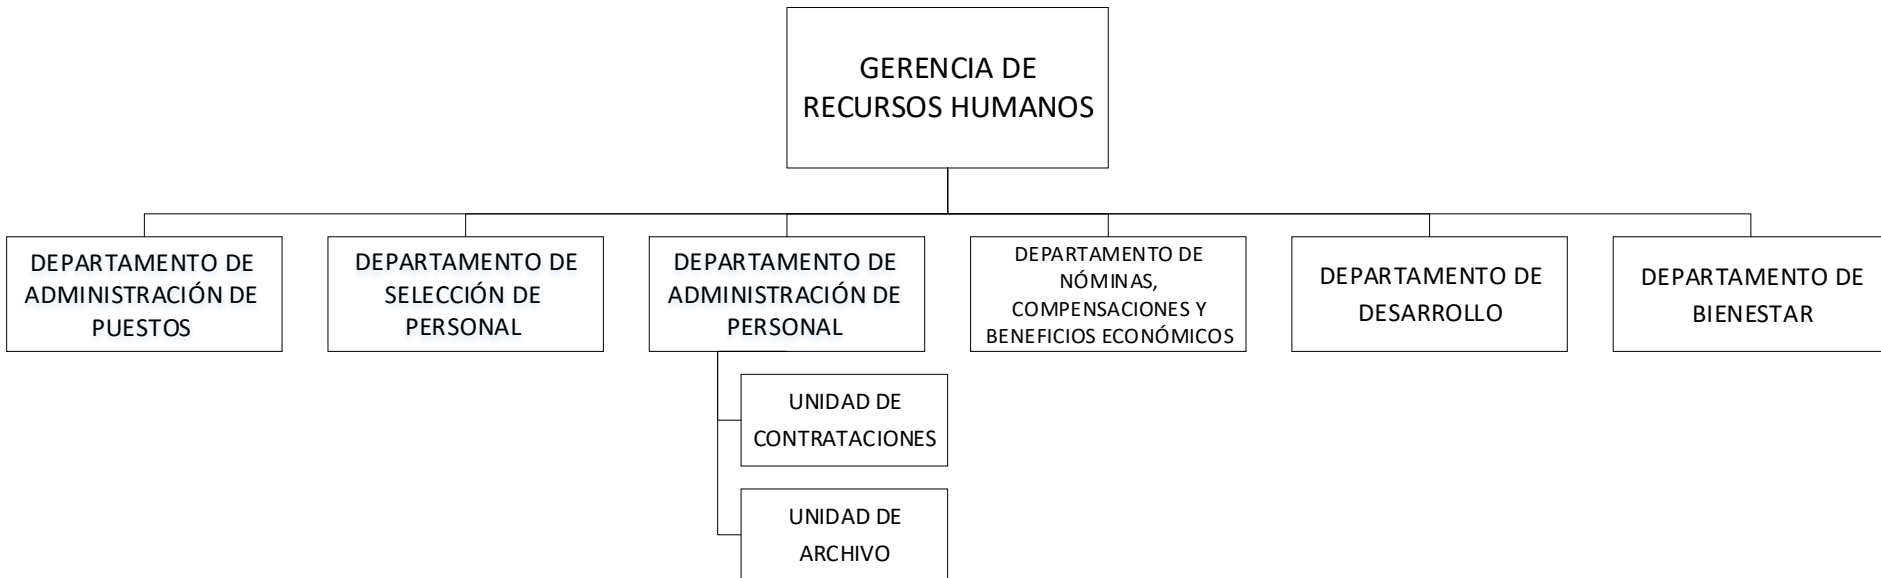 GERENCIA DE
RECURSOS HUMANOS
DEPARTAMENTO DE
ADMINISTRACIÓN DE
PUESTOS
DEPARTAMENTO DE
SELECCIÓN DE
PERSONAL
DEPARTAMENTO DE
ADMINISTRACIÓN DE
PERSONAL
DEPARTAMENTO DE
NÓMINAS,
COMPENSACIONES Y
BENEFICIOS ECONÓMICOS
DEPARTAMENTO DE
DESARROLLO
DEPARTAMENTO DE
BIENESTAR
UNIDAD DE
CONTRATACIONES
UNIDAD DE
ARCHIVO